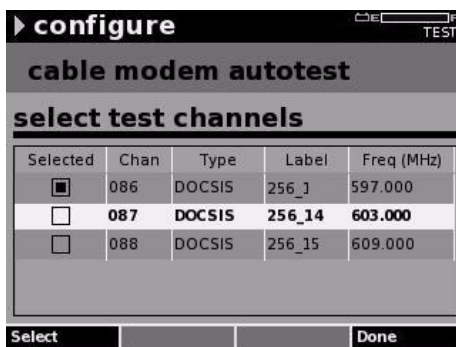 configure
E F
TEST
cable modem autotest
select test channels
Selected Chan Type Label Freq (MHz)
086 DOCSIS 256_1 597.000
087 DOCSIS 256_14 603.000
088 DOCSIS 256_15 609.000
Select Done